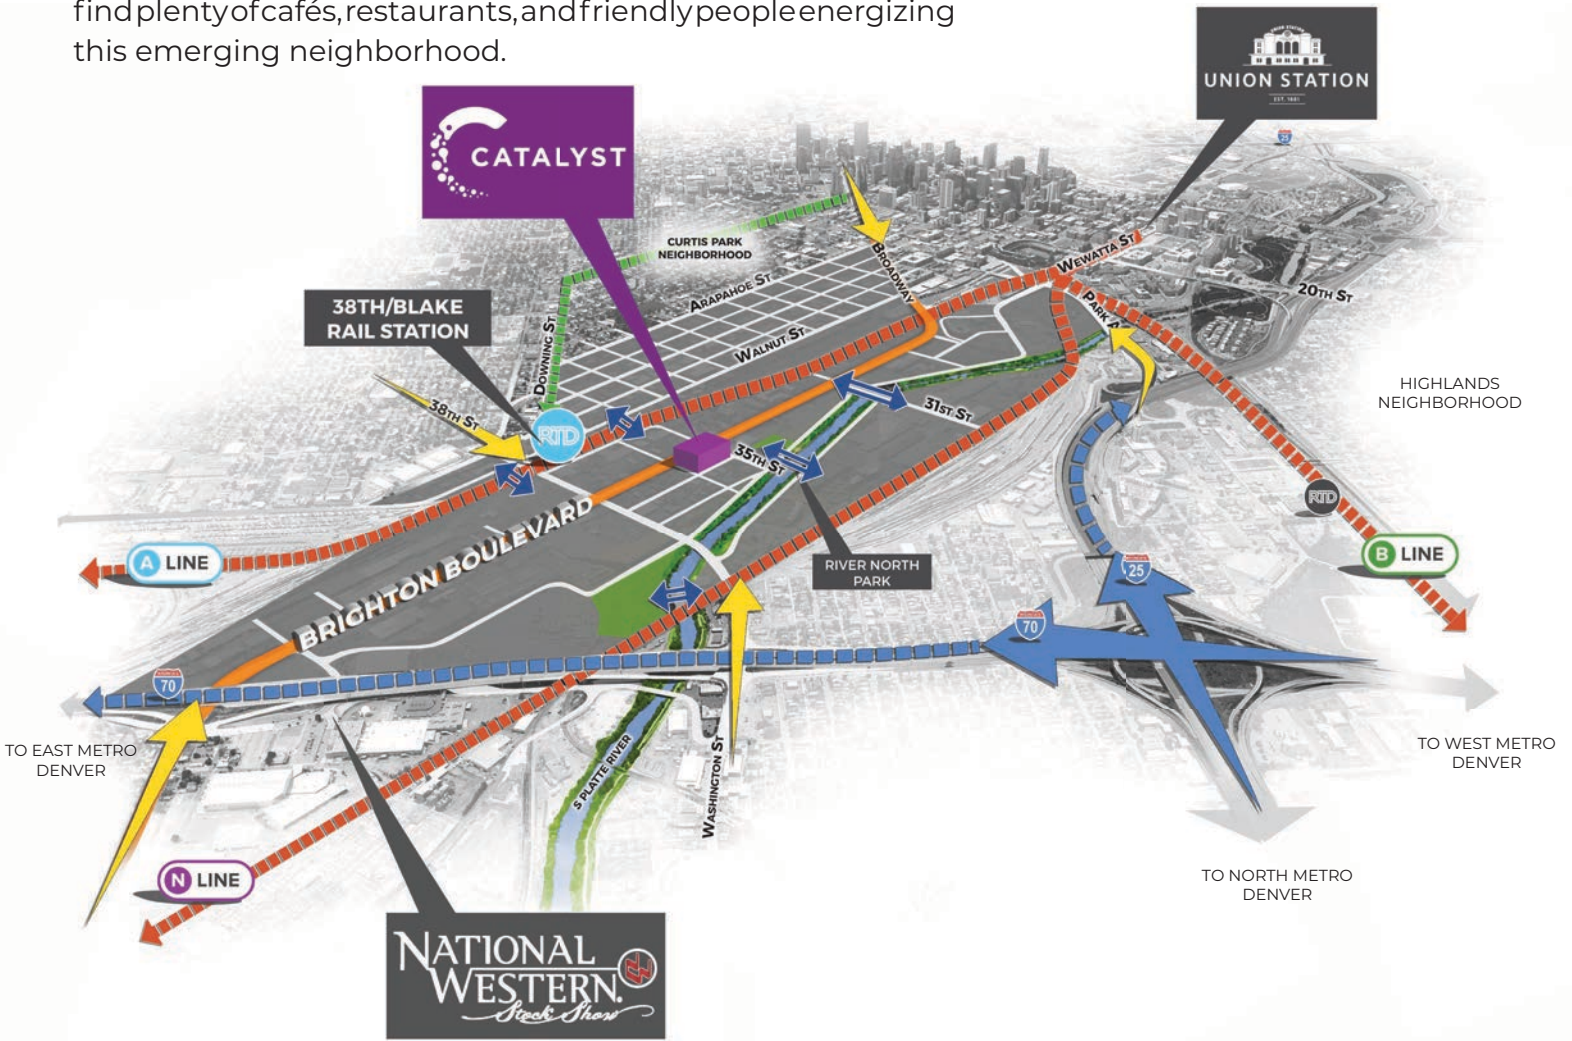 find plenty of cafés, restaurants, and friendly people energizing
this emerging neighborhood.
UNION STATION
EST. 1881
25
CATALYST
CURTIS PARK
NEIGHBORHOOD
BROADWAY
WEWATTA ST
ARAPAHOE ST
20TH ST
38TH/BLAKE
RAIL STATION
PARK A
DOWNING ST
WALNUT ST
HIGHLANDS
NEIGHBORHOOD
38TH ST
31ST ST
RTD
35TH ST
RTD
BRIGHTON BOULEVARD
A LINE
B LINE
RIVER NORTH
PARK
25
70
70
TO EAST METRO
DENVER
TO WEST METRO
DENVER
S PLATTE RIVER
WASHINGTON ST
N LINE
TO NORTH METRO
DENVER
NATIONAL
WESTERN.
Stock Show